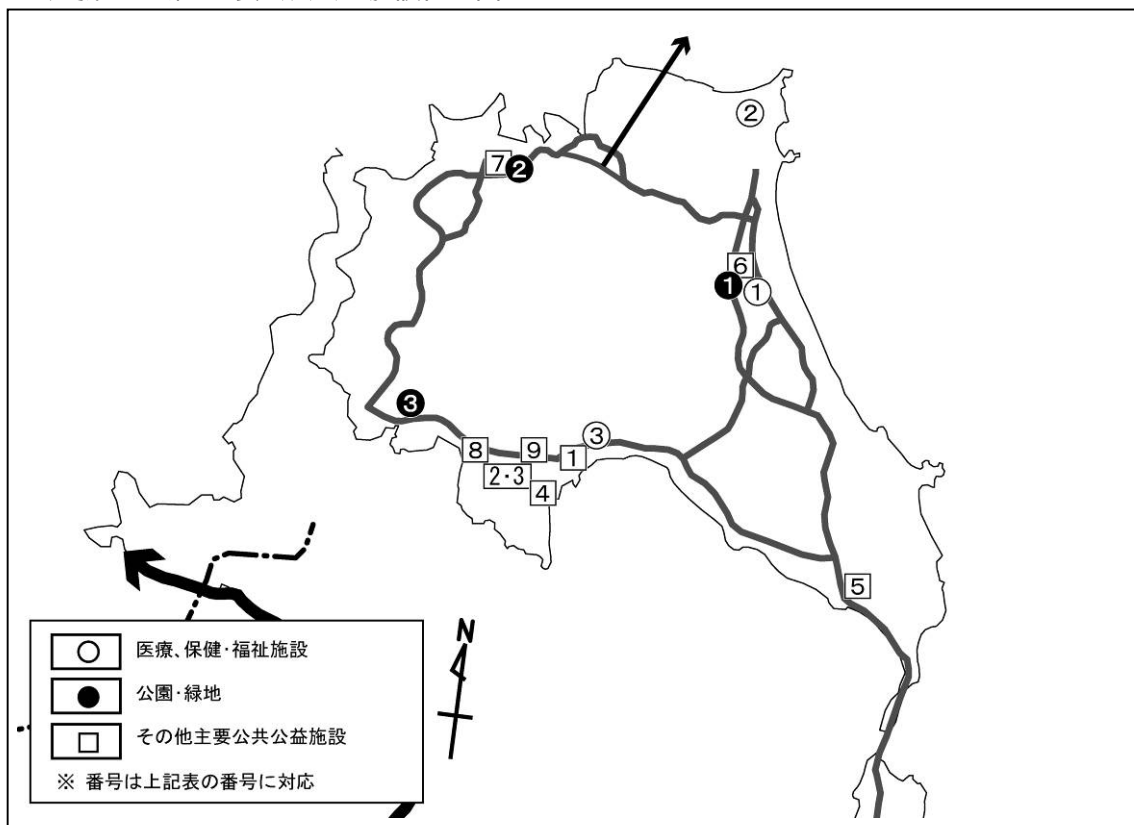 ②
7
❷
6
❶
①
❸
③
8
9
1
2・3
4
5
N
○ 医療、保健・福祉施設
● 公園・緑地
□ その他主要公共公益施設
※ 番号は上記表の番号に対応